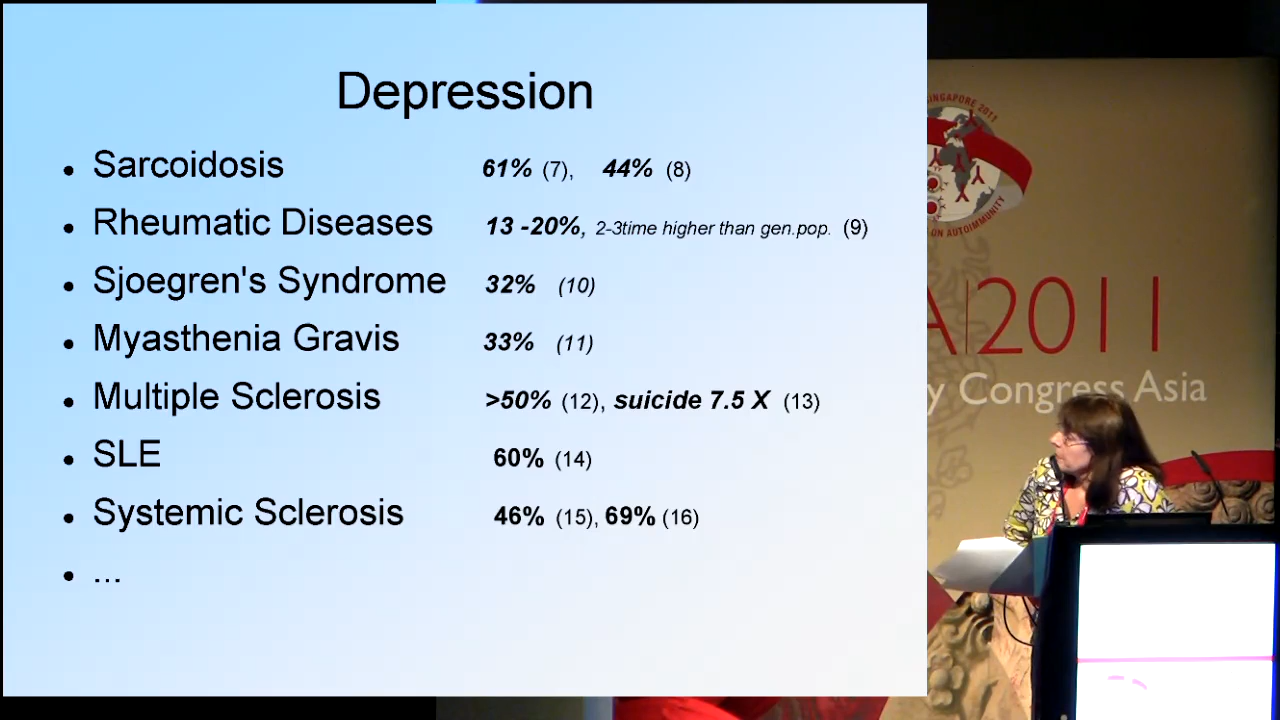 Depression
• Sarcoidosis 61% (7), 44% (8)
• Rheumatic Diseases 13 -20%, 2-3time higher than gen.pop. (9)
• Sjoegren's Syndrome 32% (10)
• Myasthenia Gravis 33% (11)
• Multiple Sclerosis >50% (12), suicide 7.5 X (13)
• SLE 60% (14)
• Systemic Sclerosis 46% (15), 69% (16)
• ...
SINGAPORE 2011
ON AUTOIMMUNITY
A|2011
y Congress Asia